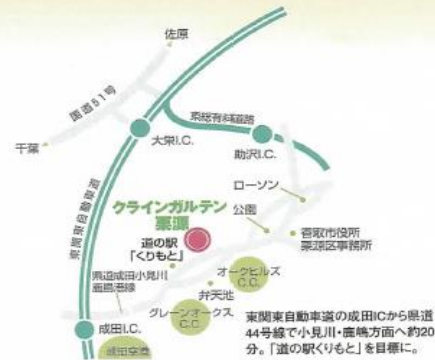 佐原
国道51号
千葉
大栄I.C.
東総有料道路
助沢I.C.
東関東自動車道
ローソン
クラインガルテン
栗源
公園
香取市役所
栗源区事務所
道の駅
「くりもと」
県道成田小見川
鹿島港線
オークヒルズ
C.C.
弁天池
グレーンオークス
C.C.
成田I.C.
成田空港
東関東自動車道の成田ICから県道
44号線で小見川・鹿嶋方面へ約20
分。「道の駅くりもと」を目標に。